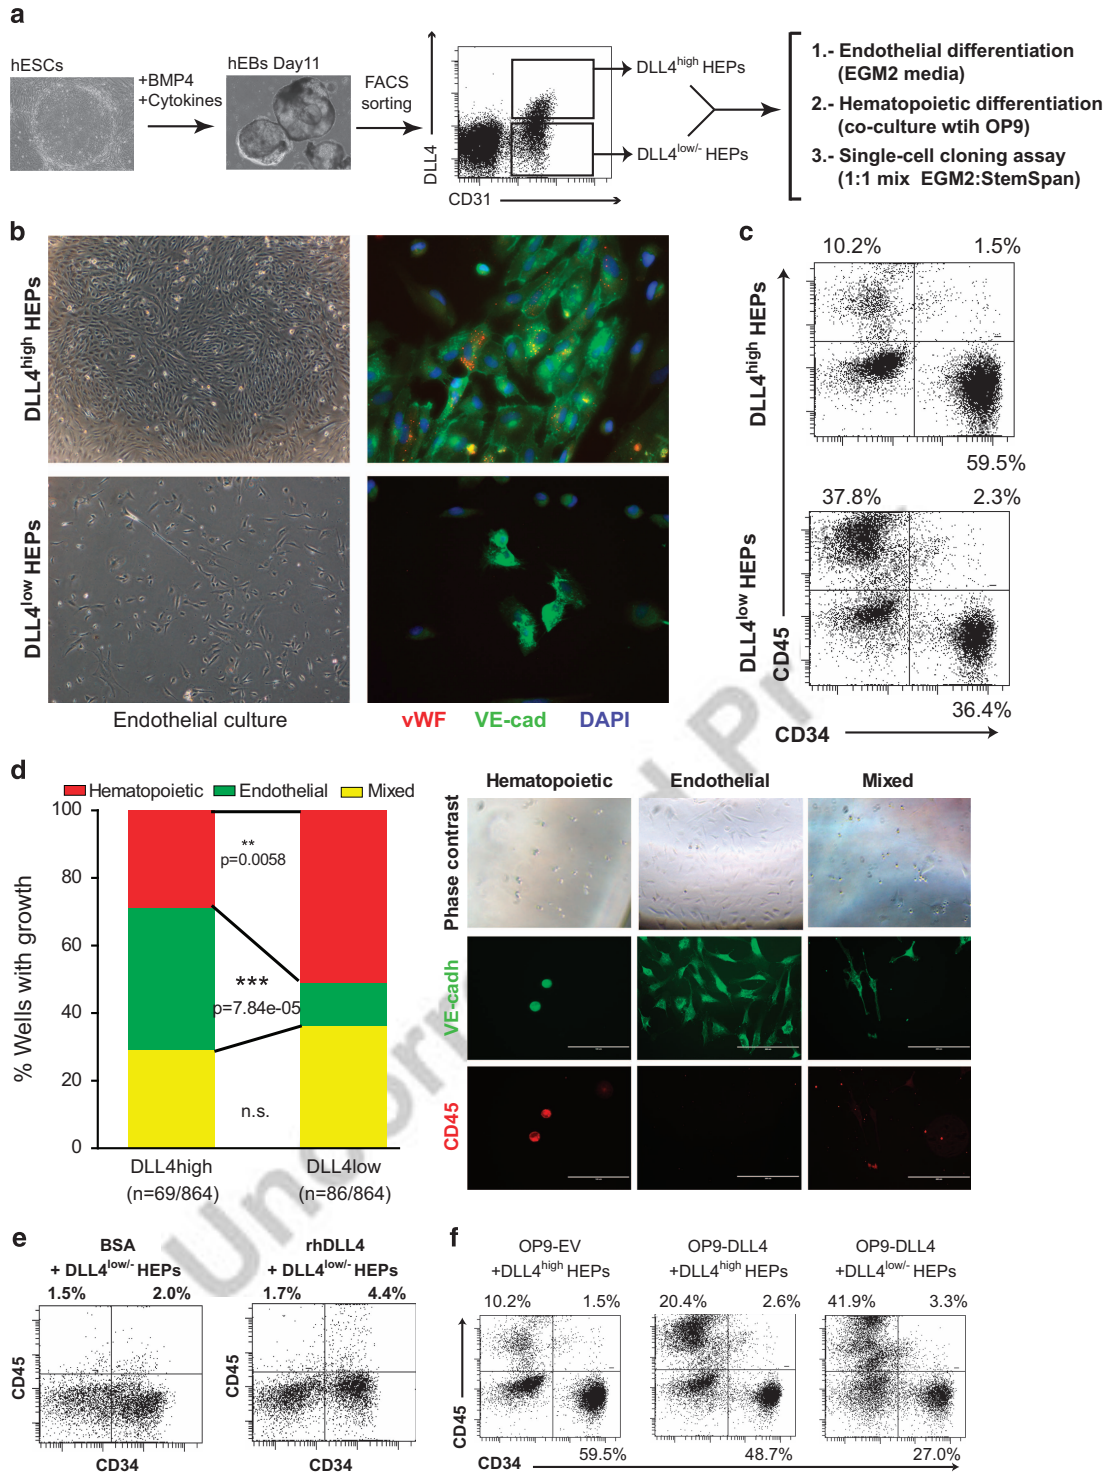 a
hESCs
+BMP4
+Cytokines
hEBs Day11
FACS
sorting
DLL4
CD31
DLL4high HEPs
DLL4low/- HEPs
1.- Endothelial differentiation
(EGM2 media)
2.- Hematopoietic differentiation
(co-culture wtih OP9)
3.- Single-cell cloning assay
(1:1 mix EGM2:StemSpan)
b
DLL4high HEPs
DLL4low HEPs
Endothelial culture
vWF VE-cad DAPI
c
10.2% 1.5%
DLL4high HEPs
59.5%
37.8% 2.3%
DLL4low HEPs
CD45
36.4%
CD34
d
Hematopoietic Endothelial Mixed
% Wells with growth
100
80
60
40
20
0
**
p=0.0058
***
p=7.84e-05
n.s.
DLL4high
(n=69/864)
DLL4low
(n=86/864)
Hematopoietic Endothelial Mixed
Phase contrast
VE-cadh
CD45
e
BSA
+ DLL4low/- HEPs
1.5% 2.0%
CD45
CD34
rhDLL4
+ DLL4low/- HEPs
1.7% 4.4%
CD45
CD34
f
OP9-EV
+DLL4high HEPs
10.2% 1.5%
59.5%
OP9-DLL4
+DLL4high HEPs
20.4% 2.6%
48.7%
OP9-DLL4
+DLL4low/- HEPs
41.9% 3.3%
27.0%
CD45
CD34